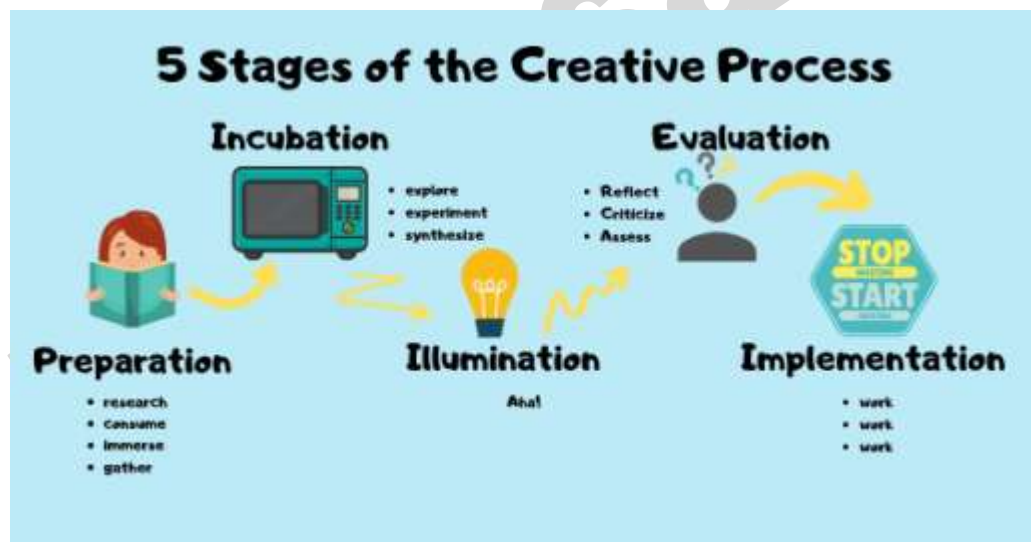 5 Stages of the Creative Process
Incubation
• explore
• experiment
• synthesize
Evaluation
• Reflect
• Criticize
• Assess
STOP
START
Preparation
• research
• consume
• immerse
• gather
Illumination
Aha!
Implementation
• work
• work
• work